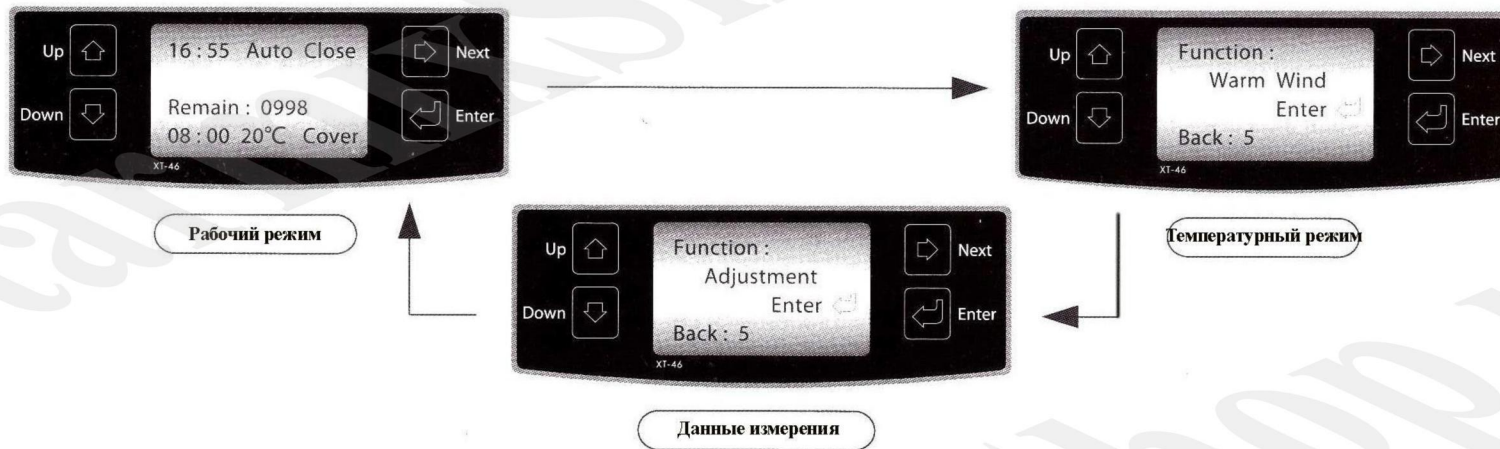 Up
16:55 Auto Close
Next
Down
Remain: 0998
Enter
08:00 20°C Cover
XT-46
Рабочий режим
Up
Function:
Next
Warm Wind
Down
Enter
Enter
Back: 5
XT-46
Температурный режим
Up
Function:
Next
Adjustment
Down
Enter
Enter
Back: 5
XT-46
Данные измерения